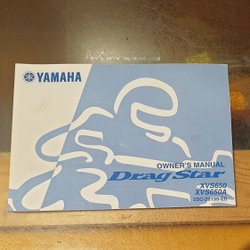 YAMAHA
OWNER'S MANUAL
Drag Star
XVS650
XVS650A